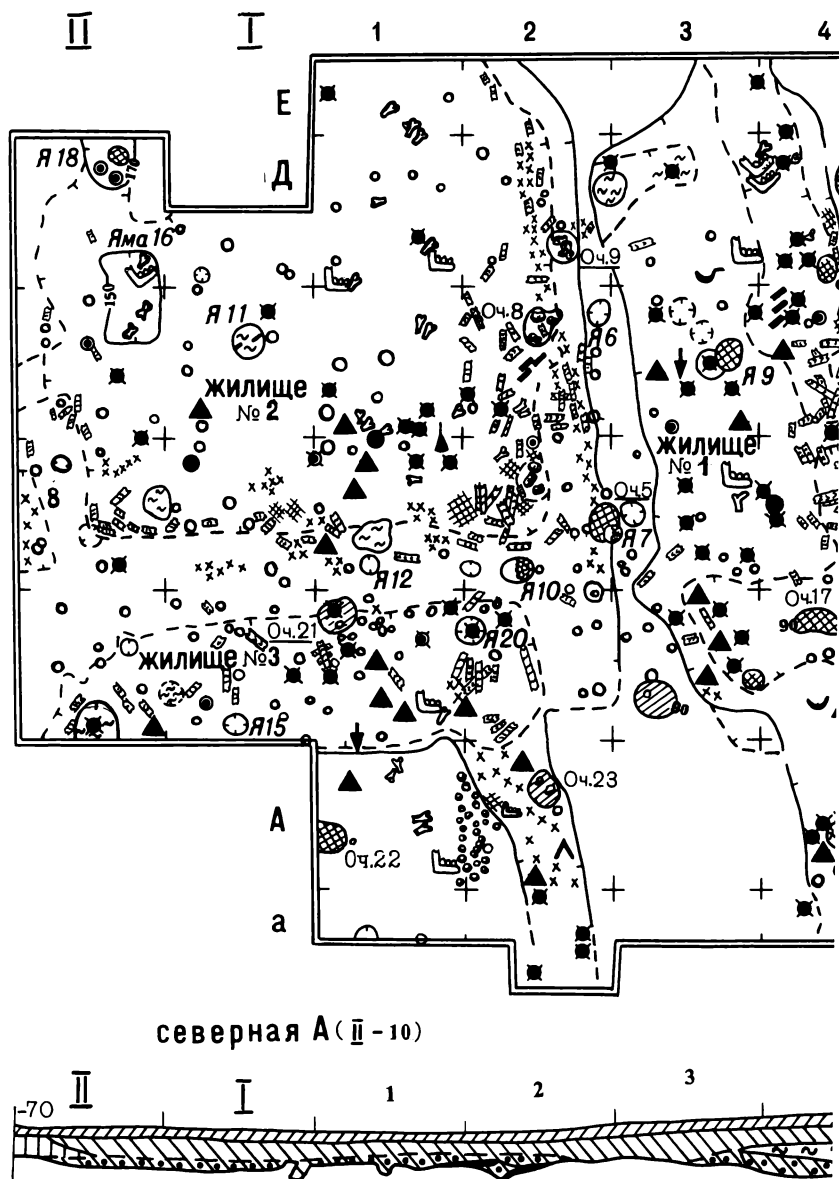 II I 1 2 3 4
Е
Д
Я 18
170
Яма 16
150
Я 11
Оч.9
Оч.8
Я6
Я 9
ЖИЛИЩЕ
№ 2
ЖИЛИЩЕ
№ 1
Оч.5
Я7
Я12
Я10
Оч.17
90
Оч.21
Я20
ЖИЛИЩЕ №3
Я15
Оч.23
А
Оч.22
а
северная А (II – 10)
-70
II I 1 2 3